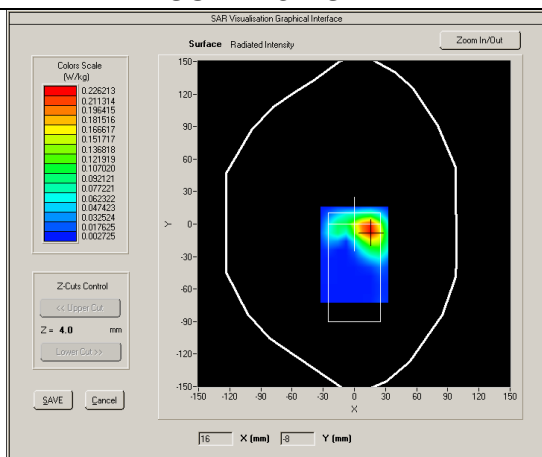 SAR Visualisation Graphical Interface
Surface Radiated Intensity
Zoom In/Out
Colors Scale
(W/kg)
0.226213
0.211314
0.196415
0.181516
0.166617
0.151717
0.136818
0.121919
0.107020
0.092121
0.077221
0.062322
0.047423
0.032524
0.017625
0.002725
Z-Cuts Control
<< Upper Cut
Z = 4.0 mm
Lower Cut >>
SAVE Cancel
150
120
90
60
30
0
-30
-60
-90
-120
-150
Y
-150 -120 -90 -60 -30 0 30 60 90 120 150
X
16 X (mm) -8 Y (mm)